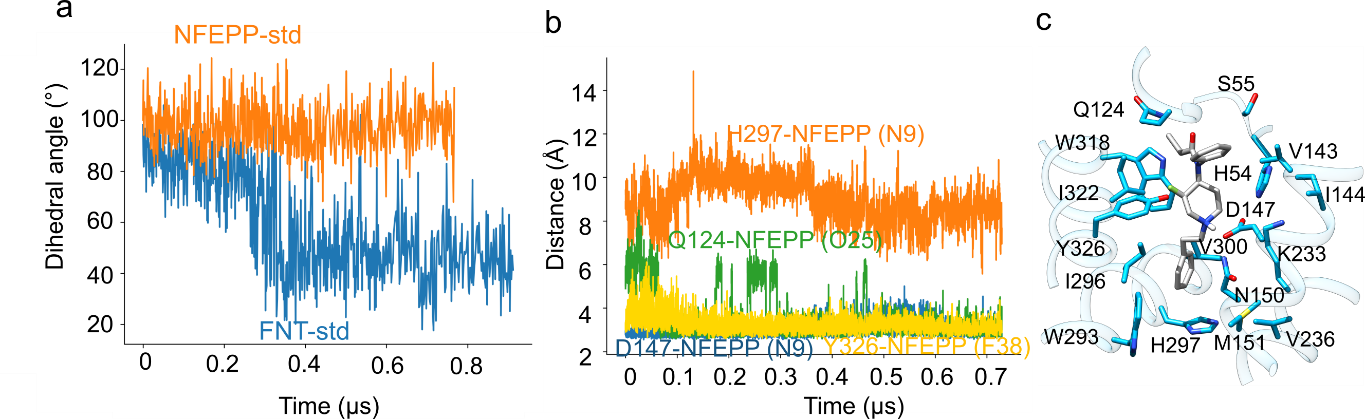 a
NFEPP-std
120
100
80
60
40
20
Dihedral angle (°)
FNT-std
0
0.2
0.4
0.6
0.8
Time (μs)
b
14
12
10
8
6
4
2
Distance (Å)
H297-NFEPP (N9)
Q124-NFEPP (O25)
D147-NFEPP (N9)
Y326-NFEPP (F38)
0
0.1
0.2
0.3
0.4
0.5
0.6
0.7
Time (μs)
c
S55
Q124
W318
V143
H54
I322
I144
D147
Y326
V300
K233
I296
N150
W293
H297
M151
V236